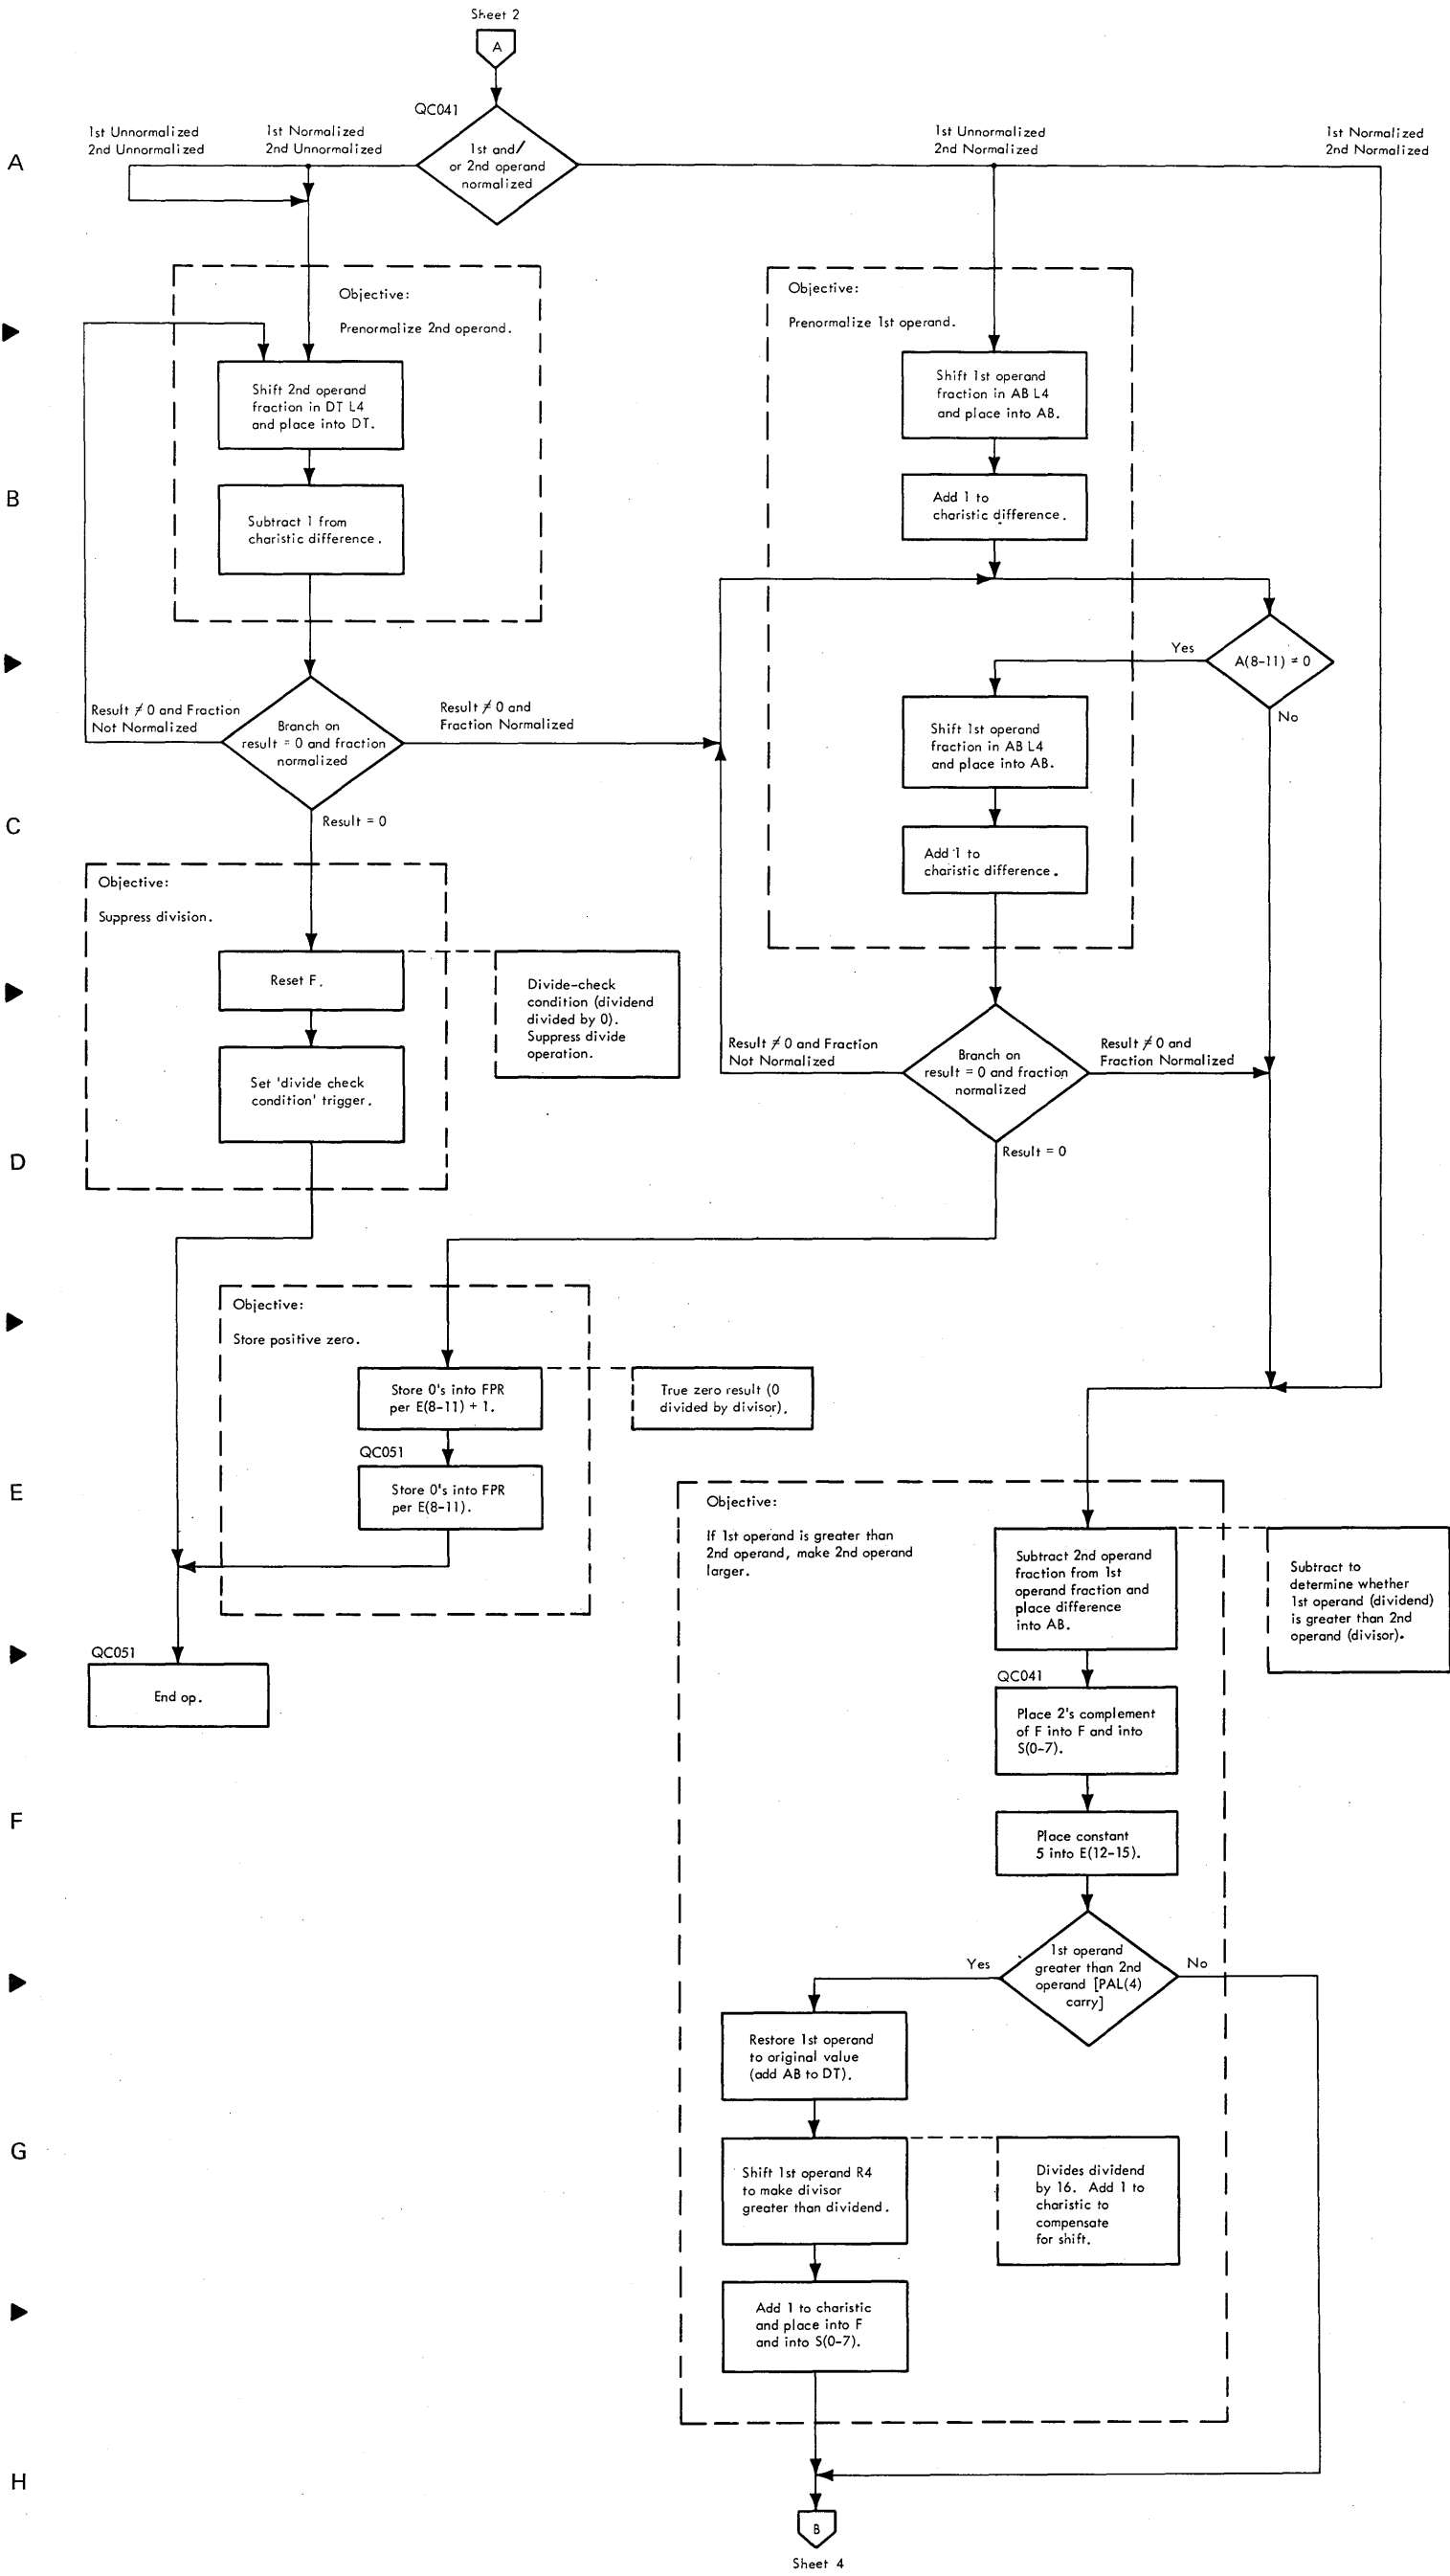 Sheet 2
A
QC041
1st Unnormalized
2nd Unnormalized
1st Normalized
2nd Unnormalized
1st and/
or 2nd operand
normalized
1st Unnormalized
2nd Normalized
1st Normalized
2nd Normalized
A
Objective:
Prenormalize 2nd operand.
Shift 2nd operand
fraction in DT L4
and place into DT.
Objective:
Prenormalize 1st operand.
Shift 1st operand
fraction in AB L4
and place into AB.
B
Subtract 1 from
charistic difference.
Add 1 to
charistic difference.
Yes
A(8-11) ≠ 0
No
Result ≠ 0 and Fraction
Not Normalized
Branch on
result = 0 and fraction
normalized
Result ≠ 0 and
Fraction Normalized
Shift 1st operand
fraction in AB L4
and place into AB.
C
Result = 0
Add 1 to
charistic difference.
Objective:
Suppress division.
Reset F.
Divide-check
condition (dividend
divided by 0).
Suppress divide
operation.
Set 'divide check
condition' trigger.
Result ≠ 0 and Fraction
Not Normalized
Branch on
result = 0 and fraction
normalized
Result ≠ 0 and
Fraction Normalized
D
Result = 0
Objective:
Store positive zero.
Store 0's into FPR
per E(8-11) + 1.
True zero result (0
divided by divisor).
QC051
Store 0's into FPR
per E(8-11).
E
Objective:
If 1st operand is greater than
2nd operand, make 2nd operand
larger.
Subtract 2nd operand
fraction from 1st
operand fraction and
place difference
into AB.
Subtract to
determine whether
1st operand (dividend)
is greater than 2nd
operand (divisor).
QC051
End op.
QC041
Place 2's complement
of F into F and into
S(0-7).
F
Place constant
5 into E(12-15).
Yes
1st operand
greater than 2nd
operand [PAL(4)
carry]
No
Restore 1st operand
to original value
(add AB to DT).
G
Shift 1st operand R4
to make divisor
greater than dividend.
Divides dividend
by 16. Add 1 to
charistic to
compensate
for shift.
Add 1 to charistic
and place into F
and into S(0-7).
H
B
Sheet 4